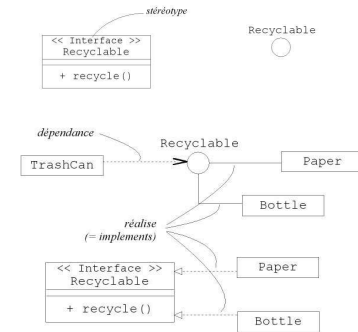 stéréotype
<< Interface >>
Recyclable
+ recycle()
Recyclable
dépendance
Recyclable
TrashCan
Paper
Bottle
réalise
(= implements)
<< Interface >>
Recyclable
+ recycle()
Paper
Bottle